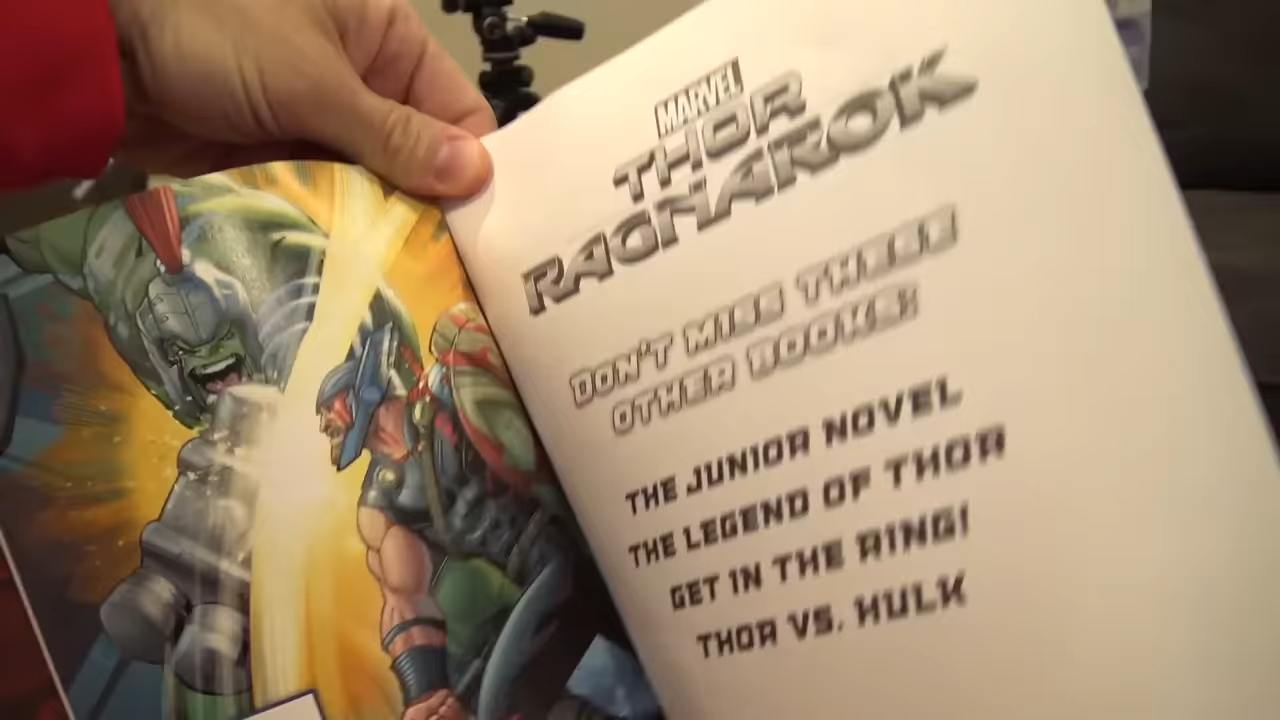 MARVEL
THOR
RAGNAROK
DON'T MISS THESE
OTHER BOOKS:
THE JUNIOR NOVEL
THE LEGEND OF THOR
GET IN THE RING!
THOR VS. HULK